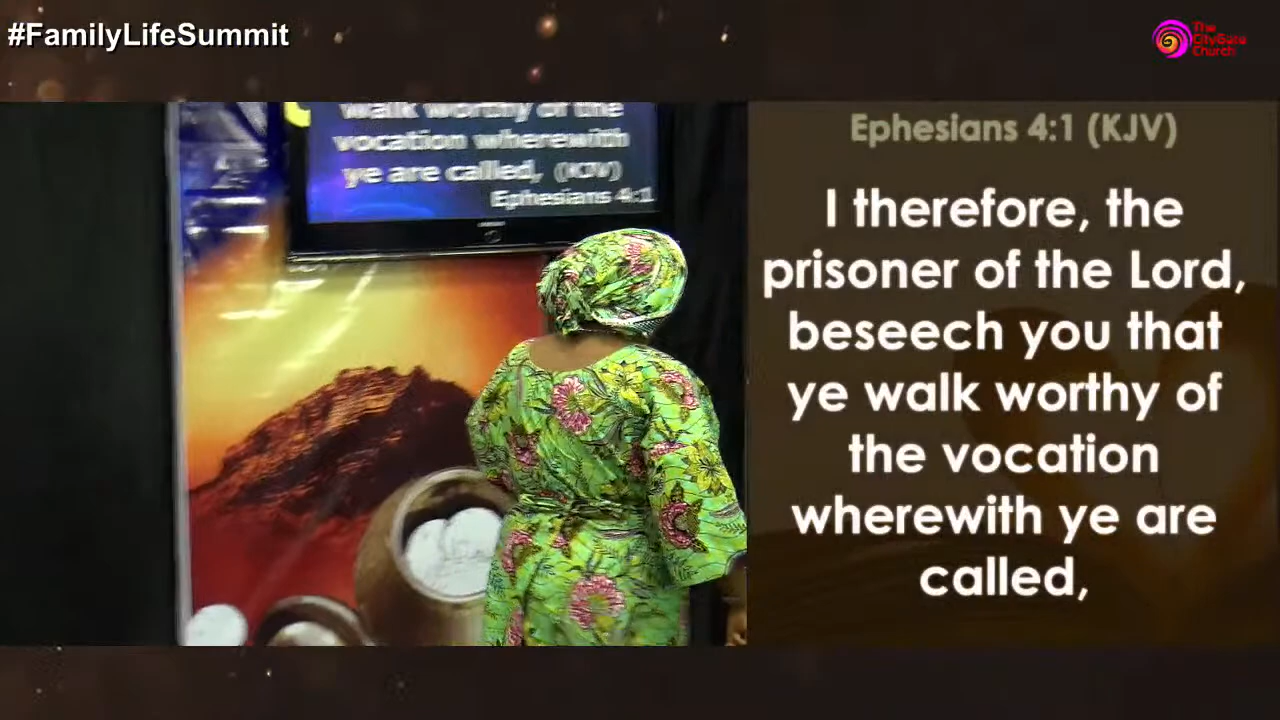 #FamilyLifeSummit
The
CityGate
Church
walk worthy of the
vocation wherewith
ye are called, (KJV)
Ephesians 4:1
Ephesians 4:1 (KJV)
I therefore, the
prisoner of the Lord,
beseech you that
ye walk worthy of
the vocation
wherewith ye are
called,